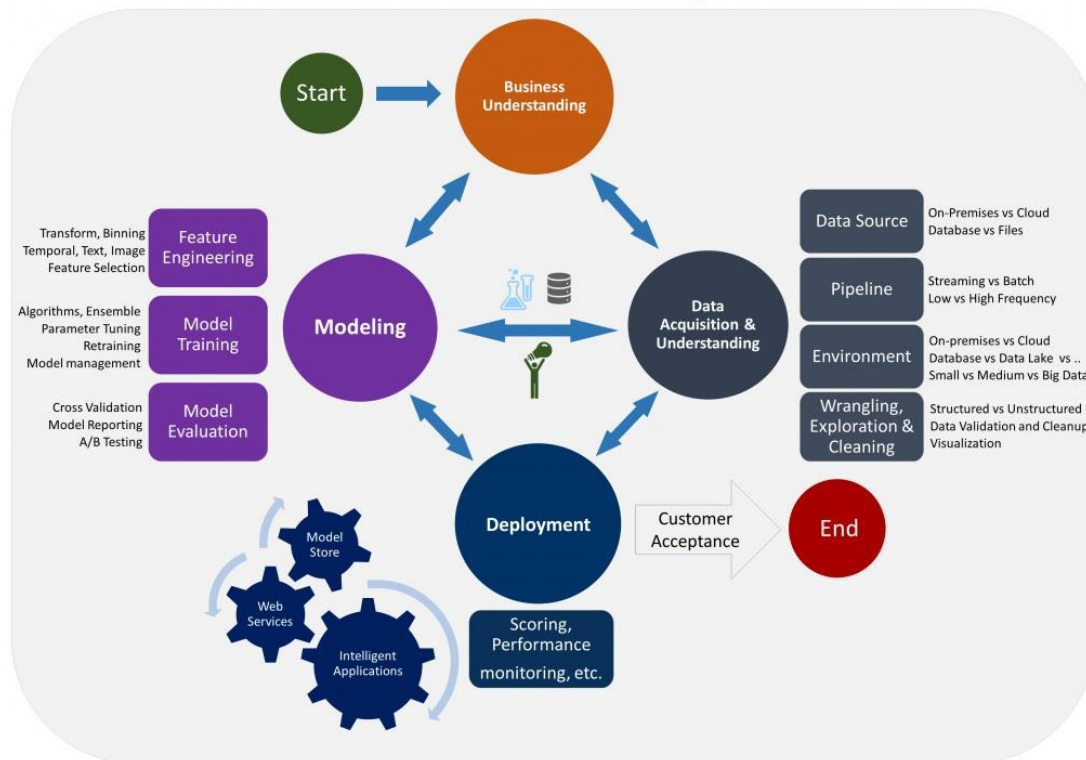 Start
Business
Understanding
Transform, Binning
Temporal, Text, Image
Feature Selection
Feature
Engineering
Algorithms, Ensemble
Parameter Tuning
Retraining
Model management
Model
Training
Cross Validation
Model Reporting
A/B Testing
Model
Evaluation
Modeling
Data
Acquisition &
Understanding
Data Source
On-Premises vs Cloud
Database vs Files
Pipeline
Streaming vs Batch
Low vs High Frequency
Environment
On-premises vs Cloud
Database vs Data Lake vs ..
Small vs Medium vs Big Data
Wrangling,
Exploration &
Cleaning
Structured vs Unstructured
Data Validation and Cleanup
Visualization
Deployment
Customer
Acceptance
End
Model
Store
Web
Services
Intelligent
Applications
Scoring,
Performance
monitoring, etc.